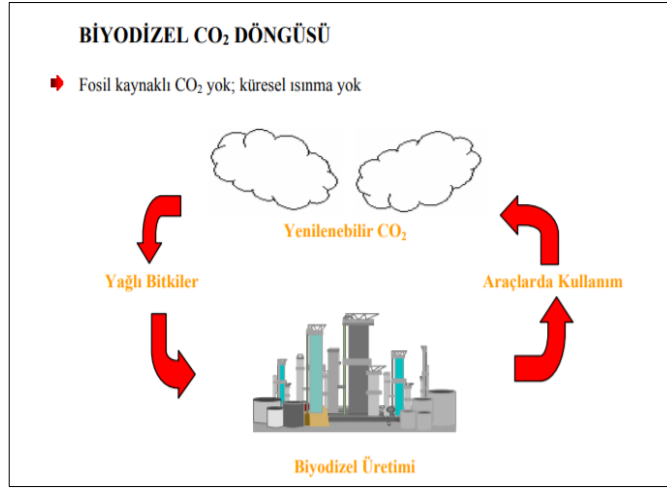 BİYODİZEL CO₂ DÖNGÜSÜ
Fosil kaynaklı CO₂ yok; küresel ısınma yok
Yenilenebilir CO₂
Yağlı Bitkiler
Araçlarda Kullanım
Biyodizel Üretimi